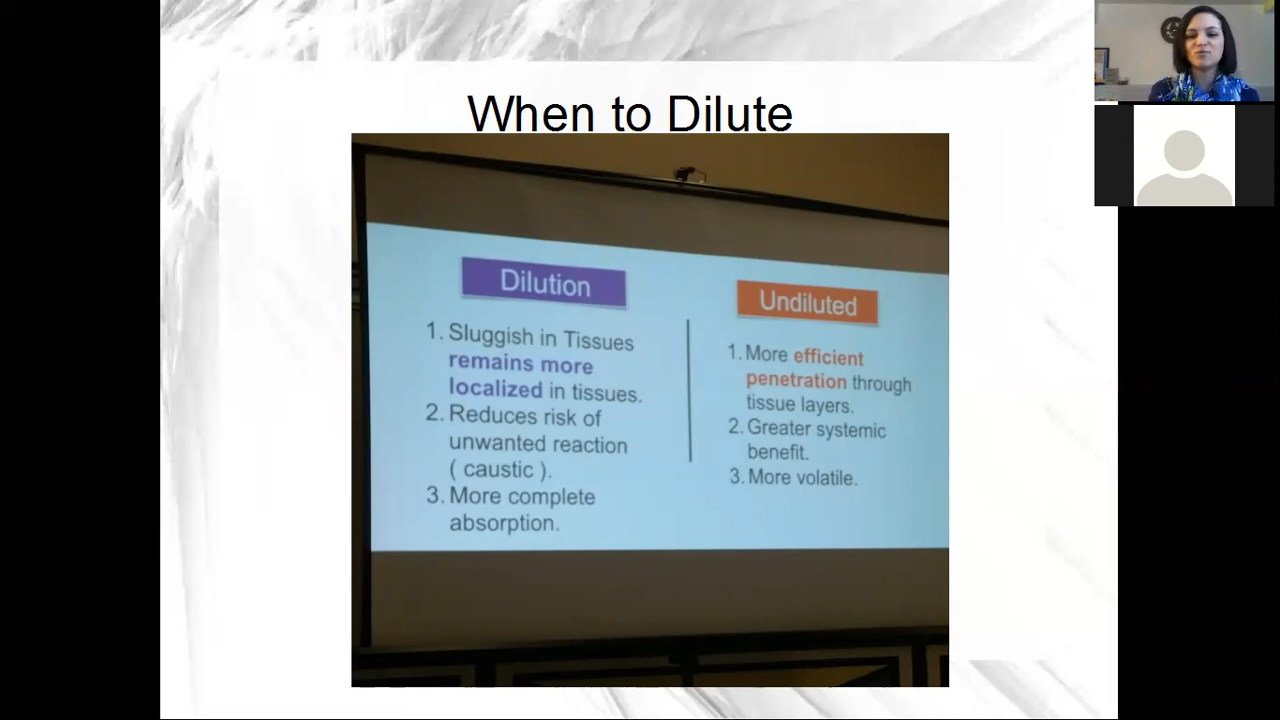 When to Dilute
Dilution
1. Sluggish in Tissues
remains more
localized in tissues.
2. Reduces risk of
unwanted reaction
( caustic ).
3. More complete
absorption.
Undiluted
1. More efficient
penetration through
tissue layers.
2. Greater systemic
benefit.
3. More volatile.